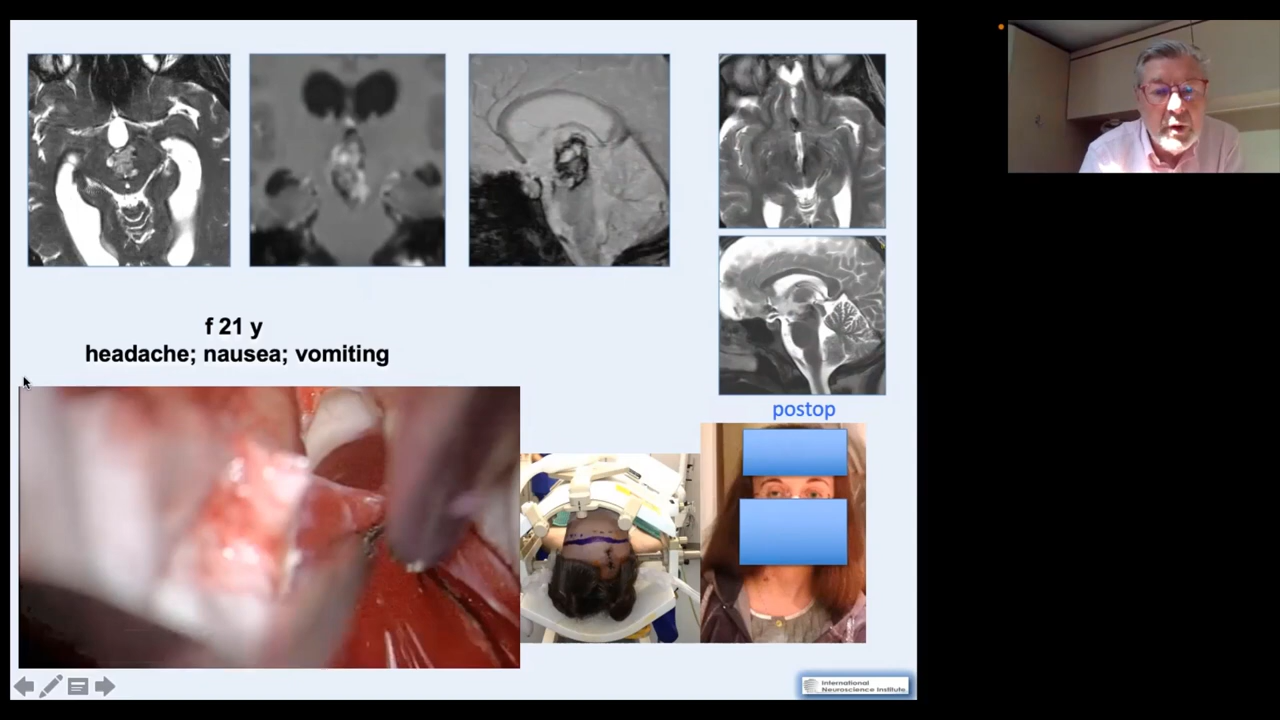 f 21 y
headache; nausea; vomiting
postop
International
Neuroscience Institute